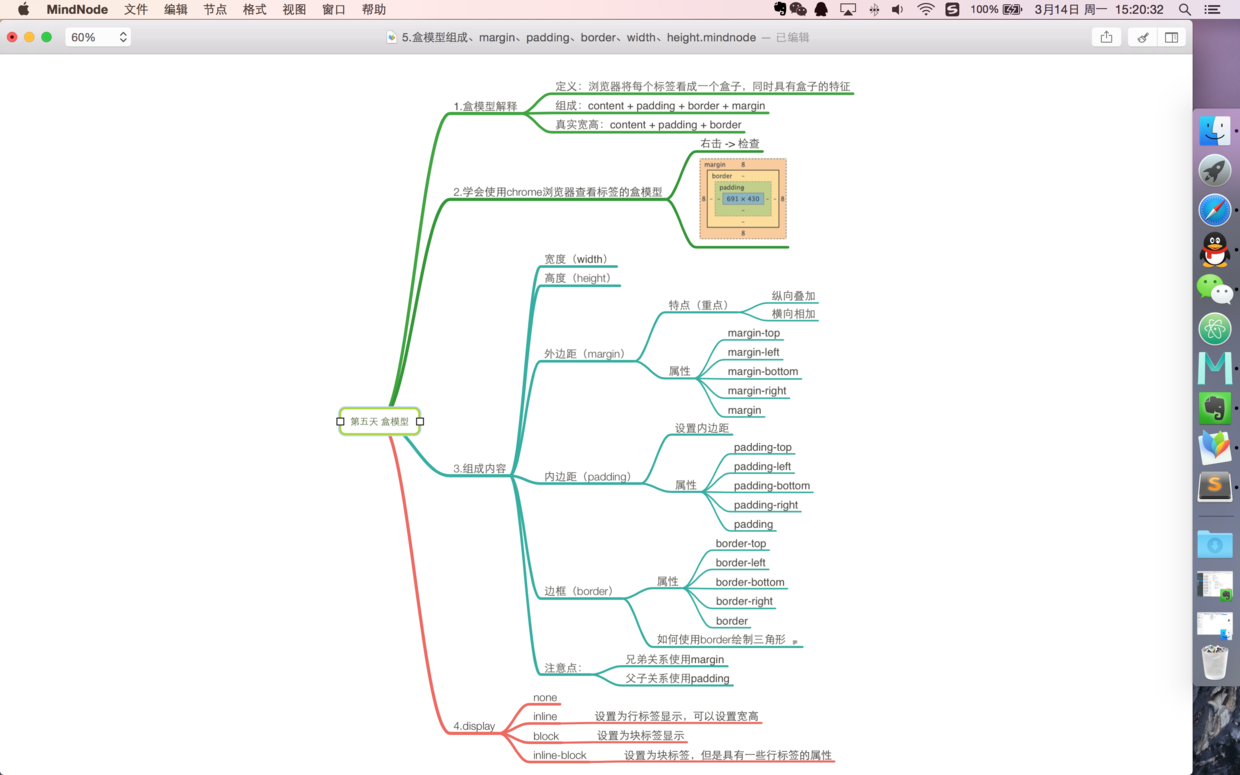 MindNode 文件 编辑 节点 格式 视图 窗口 帮助 100% 3月14日 周一 15:20:32
60% 5.盒模型组成、margin、padding、border、width、height.mindnode — 已编辑
定义：浏览器将每个标签看成一个盒子，同时具有盒子的特征
1.盒模型解释
组成：content + padding + border + margin
真实宽高：content + padding + border
右击 -> 检查
2.学会使用chrome浏览器查看标签的盒模型
margin 8
border -
padding
8 - - 691 × 430 - - 8
-
-
8
宽度（width）
高度（height）
特点（重点）
纵向叠加
横向相加
外边距（margin）
属性
margin-top
margin-left
margin-bottom
margin-right
margin
第五天 盒模型
3.组成内容
设置内边距
内边距（padding）
属性
padding-top
padding-left
padding-bottom
padding-right
padding
边框（border）
属性
border-top
border-left
border-bottom
border-right
border
如何使用border绘制三角形
注意点：
兄弟关系使用margin
父子关系使用padding
4.display
none
inline 设置为行标签显示，可以设置宽高
block 设置为块标签显示
inline-block 设置为块标签，但是具有一些行标签的属性